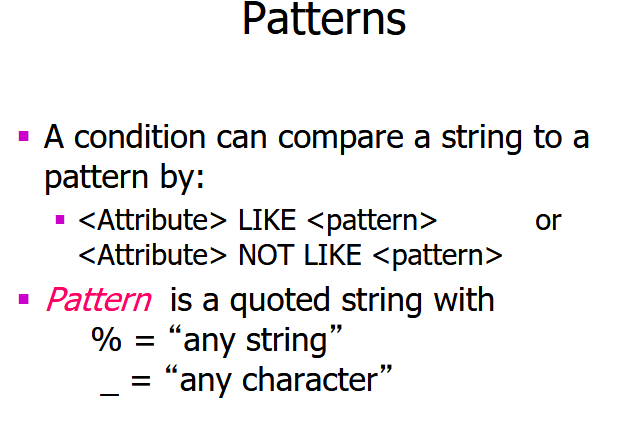 Patterns
▪ A condition can compare a string to a
pattern by:
▪ <Attribute> LIKE <pattern> or
<Attribute> NOT LIKE <pattern>
▪ Pattern is a quoted string with
% = “any string”
_ = “any character”